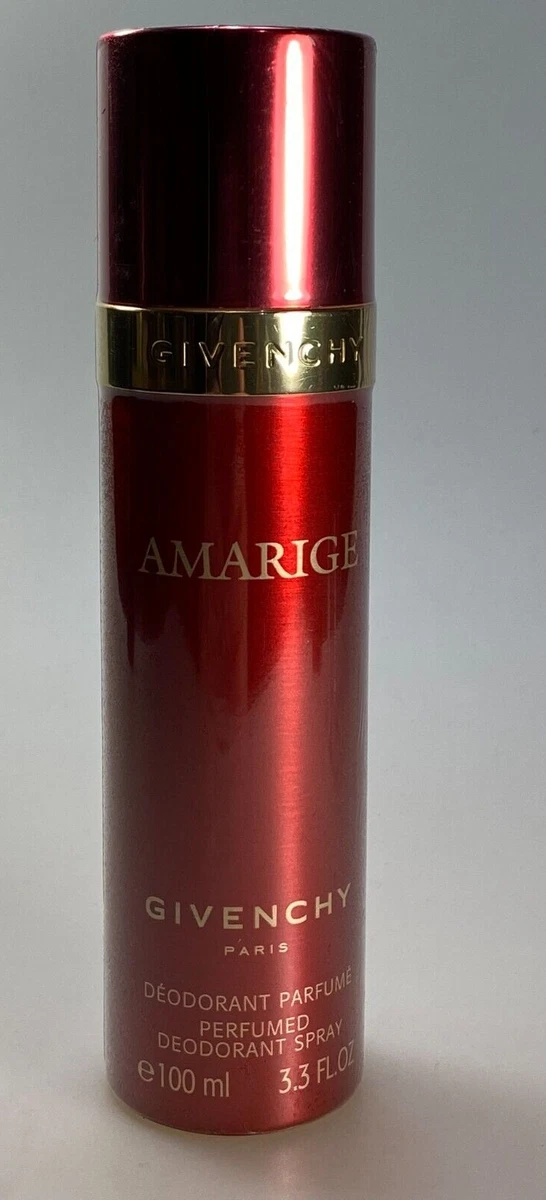 GIVENCHY
AMARIGE
GIVENCHY
PARIS
DÉODORANT PARFUMÉ
PERFUMED
DEODORANT SPRAY
℮100 ml 3.3 FL.OZ